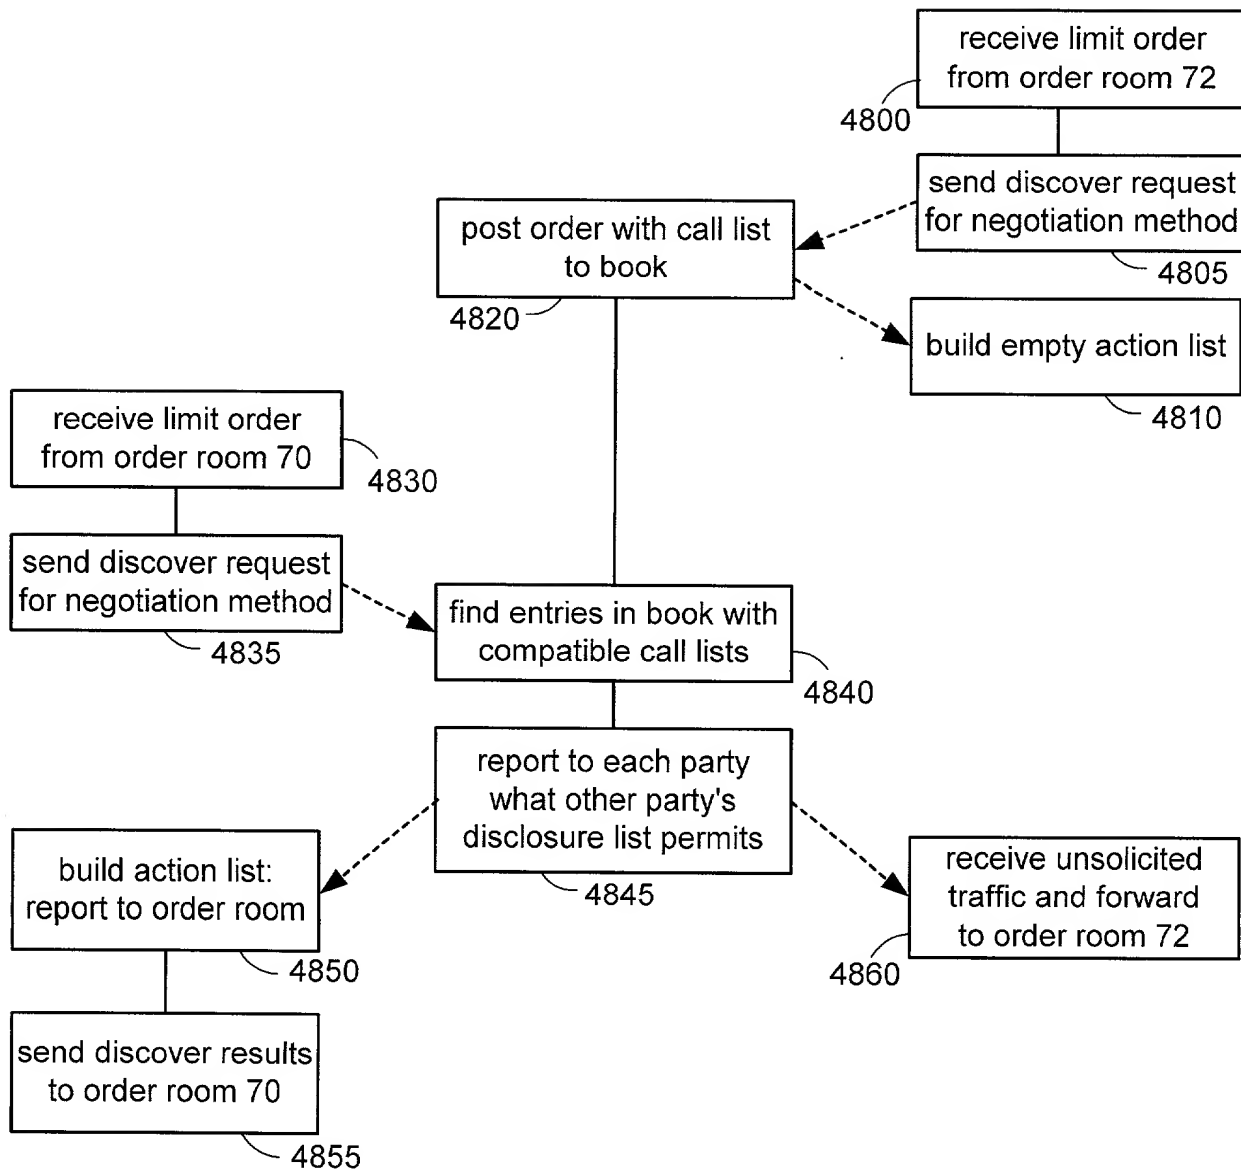 receive limit order
from order room 72
4800
send discover request
for negotiation method
4805
post order with call list
to book
4820
build empty action list
4810
receive limit order
from order room 70
4830
send discover request
for negotiation method
4835
find entries in book with
compatible call lists
4840
report to each party
what other party's
disclosure list permits
4845
build action list:
report to order room
4850
receive unsolicited
traffic and forward
to order room 72
4860
send discover results
to order room 70
4855